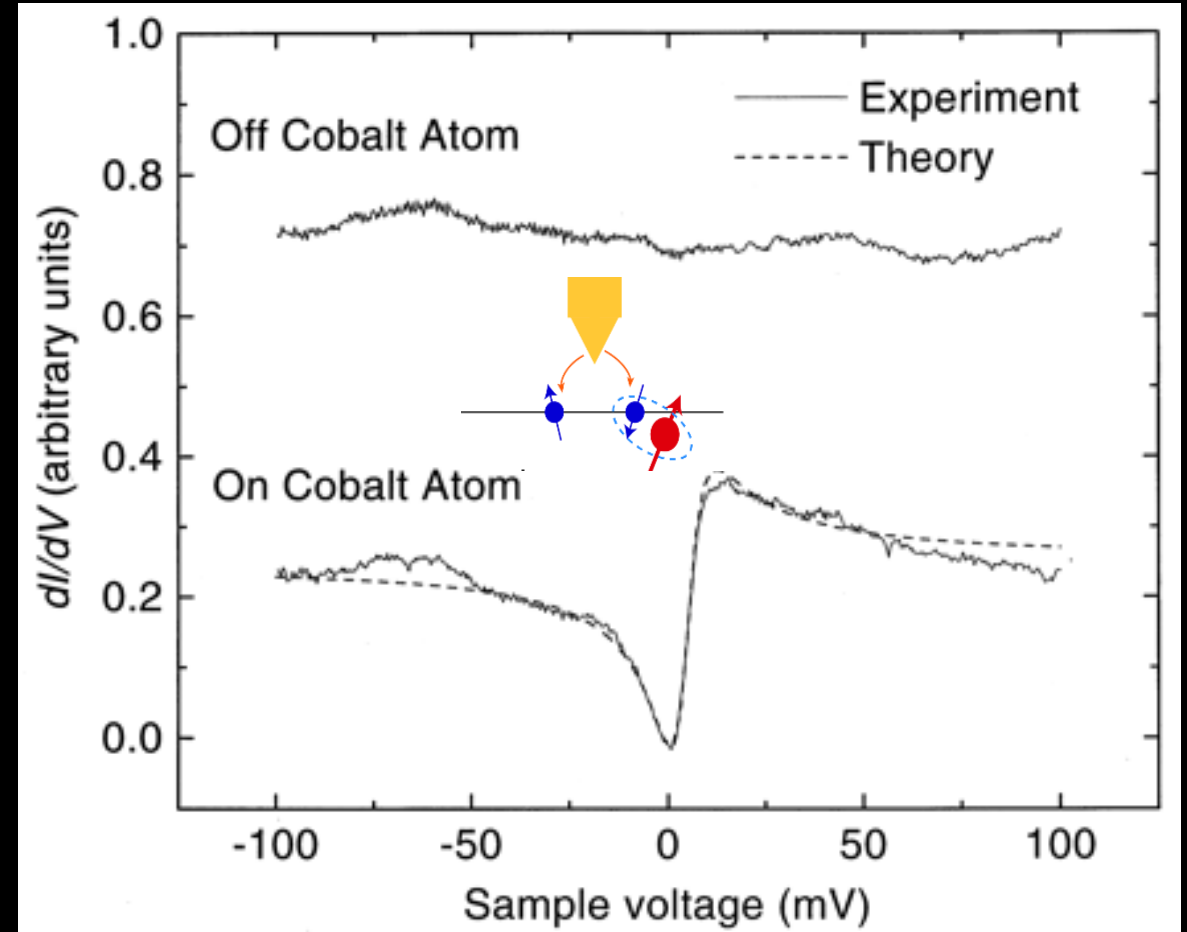 1.0
Experiment
Off Cobalt Atom
Theory
0.8
0.6
0.4
On Cobalt Atom
0.2
0.0
dI/dV (arbitrary units)
-100 -50 0 50 100
Sample voltage (mV)